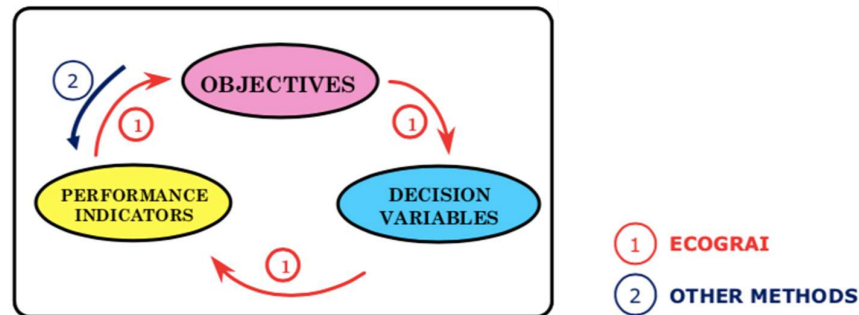 OBJECTIVES
2
1
1
PERFORMANCE
INDICATORS
DECISION
VARIABLES
1
1 ECOGRAI
2 OTHER METHODS